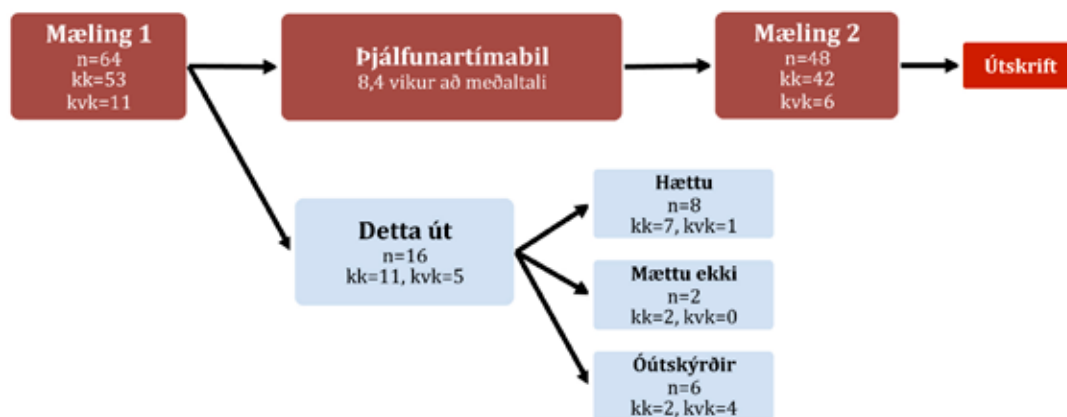 Mæling 1
n=64
kk=53
kvk=11
Þjálfunartímabil
8,4 vikur að meðaltali
Mæling 2
n=48
kk=42
kvk=6
Útskrift
Detta út
n=16
kk=11, kvk=5
Hættu
n=8
kk=7, kvk=1
Mættu ekki
n=2
kk=2, kvk=0
Óútskýrðir
n=6
kk=2, kvk=4